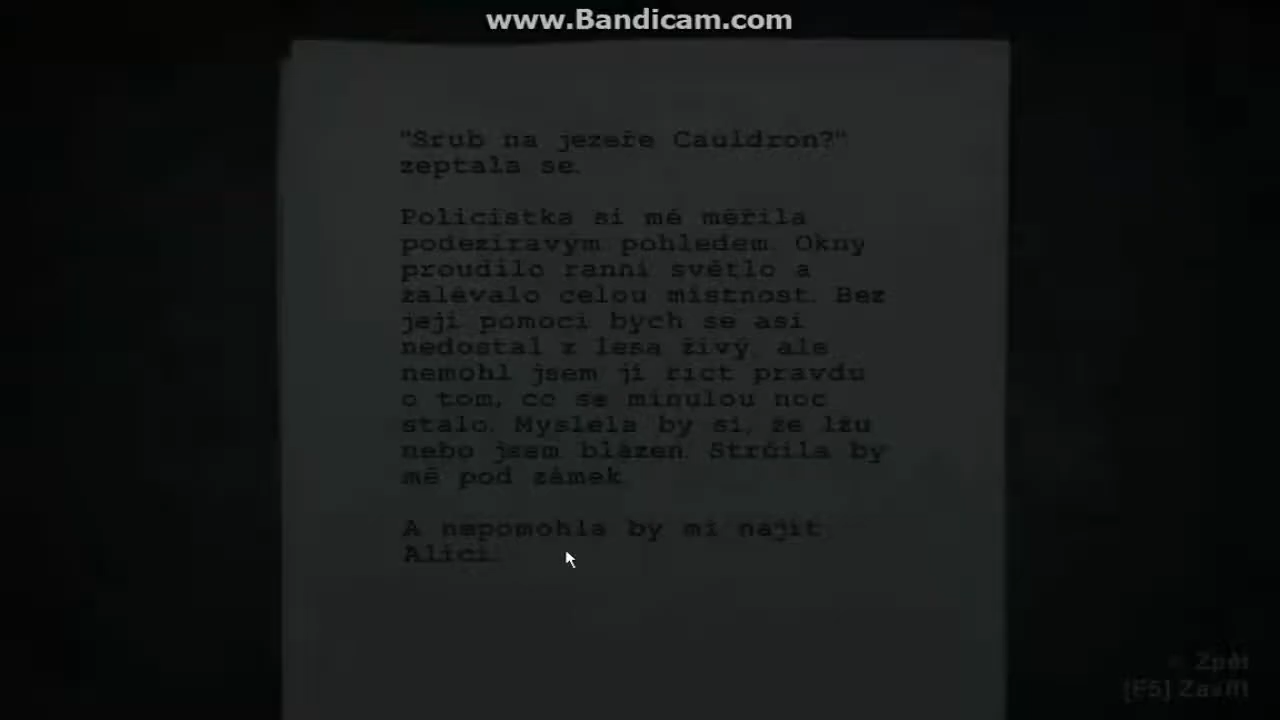 www.Bandicam.com
"Srub na jezeře Cauldron?"
zeptala se.
Policistka si mě měřila
podezíravým pohledem. Okny
proudilo ranní světlo a
zalévalo celou místnost. Bez
její pomoci bych se asi
nedostal z lesa živý, ale
nemohl jsem jí říct pravdu
o tom, co se minulou noc
stalo. Myslela by si, že lžu
nebo jsem blázen. Strčila by
mě pod zámek.
A nepomohla by mi najít
Alici.
Zpět
[F5] Zavřít